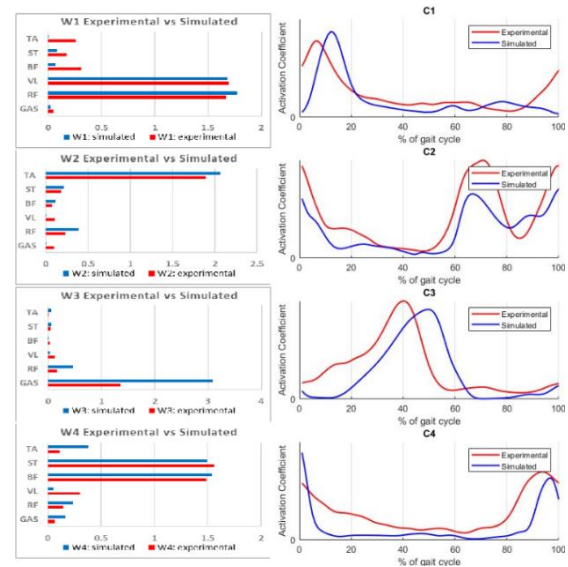 W1 Experimental vs Simulated
TA
ST
BF
VL
RF
GAS
0 0.5 1 1.5 2
W1: simulated W1: experimental
C1
Activation Coefficient
Experimental
Simulated
0
0 20 40 60 80 100
% of gait cycle
W2 Experimental vs Simulated
TA
ST
BF
VL
RF
GAS
0 0.5 1 1.5 2 2.5
W2: simulated W2: experimental
C2
Activation Coefficient
Experimental
Simulated
0
0 20 40 60 80 100
% of gait cycle
W3 Experimental vs Simulated
TA
ST
BF
VL
RF
GAS
0 1 2 3 4
W3: simulated W3: experimental
C3
Activation Coefficient
Experimental
Simulated
0
0 20 40 60 80 100
% of gait cycle
W4 Experimental vs Simulated
TA
ST
BF
VL
RF
GAS
0 0.5 1 1.5 2
W4: simulated W4: experimental
C4
Activation Coefficient
Experimental
Simulated
0
0 20 40 60 80 100
% of gait cycle